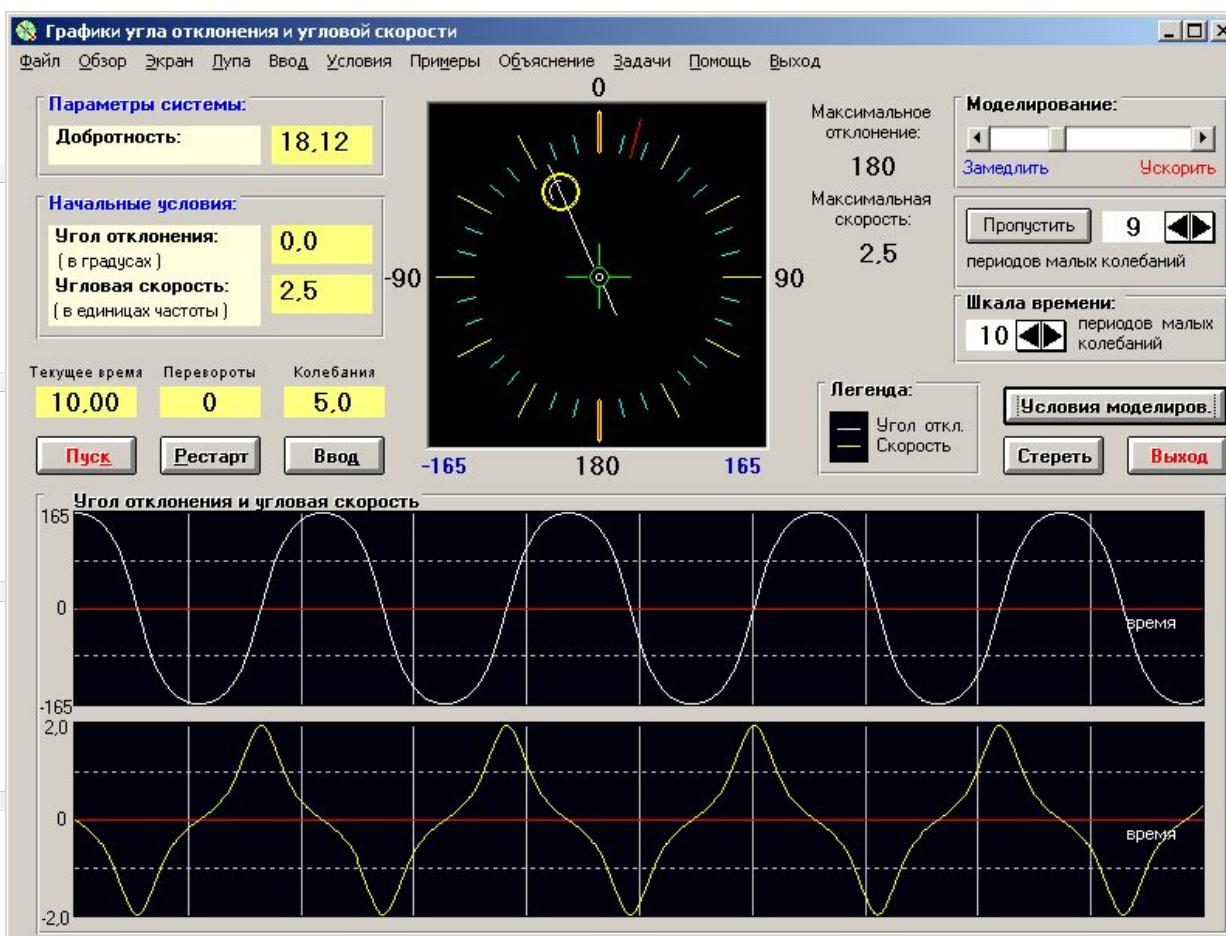 Графики угла отклонения и угловой скорости
Файл Обзор Экран Лупа Ввод Условия Примеры Объяснение Задачи Помощь Выход
Параметры системы:
Добротность:
18,12
Начальные условия:
Угол отклонения:
( в градусах )
0,0
Угловая скорость:
( в единицах частоты )
2,5
Текущее время Перевороты Колебания
10,00 0 5,0
Пуск Рестарт Ввод
0
-90
90
-165 180 165
Максимальное
отклонение:
180
Максимальная
скорость:
2,5
Моделирование:
Замедлить Ускорить
Пропустить 9
периодов малых колебаний
Шкала времени:
10 периодов малых
колебаний
Легенда:
Угол откл.
Скорость
Условия моделиров.
Стереть Выход
Угол отклонения и угловая скорость
165
0
время
-165
2,0
0
время
-2,0